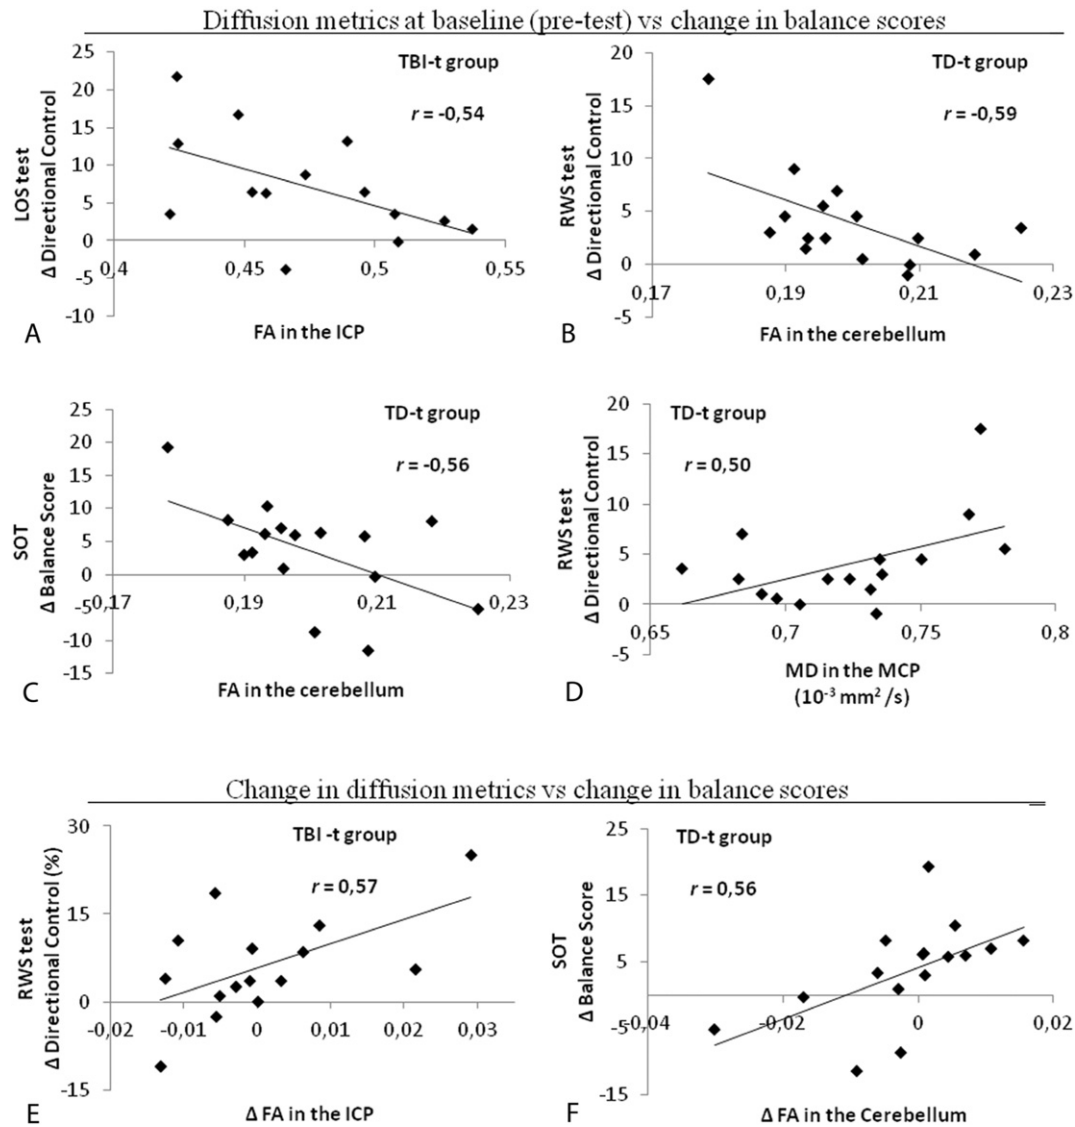 Diffusion metrics at baseline (pre-test) vs change in balance scores
25
20
15
10
5
0
-5
-10
0,4
0,45
0,5
0,55
LOS test
Δ Directional Control
TBI-t group
r = -0,54
A
FA in the ICP
20
15
10
5
0
-5
0,17
0,19
0,21
0,23
RWS test
Δ Directional Control
TD-t group
r = -0,59
B
FA in the cerebellum
25
20
15
10
5
0
-5
-10
-15
0,17
0,19
0,21
0,23
SOT
Δ Balance Score
TD-t group
r = -0,56
C
FA in the cerebellum
20
15
10
5
0
-5
0,65
0,7
0,75
0,8
RWS test
Δ Directional Control
TD-t group
r = 0,50
D
MD in the MCP
(10⁻³ mm² /s)
Change in diffusion metrics vs change in balance scores
30
15
0
-15
-0,02
-0,01
0
0,01
0,02
0,03
RWS test
Δ Directional Control (%)
TBI -t group
r = 0,57
E
Δ FA in the ICP
25
15
5
-5
-15
-0,04
-0,02
0
0,02
SOT
Δ Balance Score
TD-t group
r = 0,56
F
Δ FA in the Cerebellum